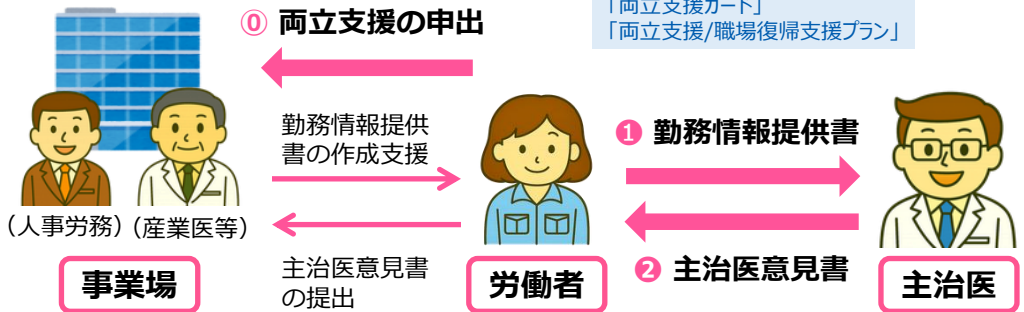 「両立支援カード」
「両立支援/職場復帰支援プラン」
⓪ 両立支援の申出
勤務情報提供
書の作成支援
❶ 勤務情報提供書
(人事労務)
(産業医等)
主治医意見書
の提出
❷ 主治医意見書
事業場
労働者
主治医